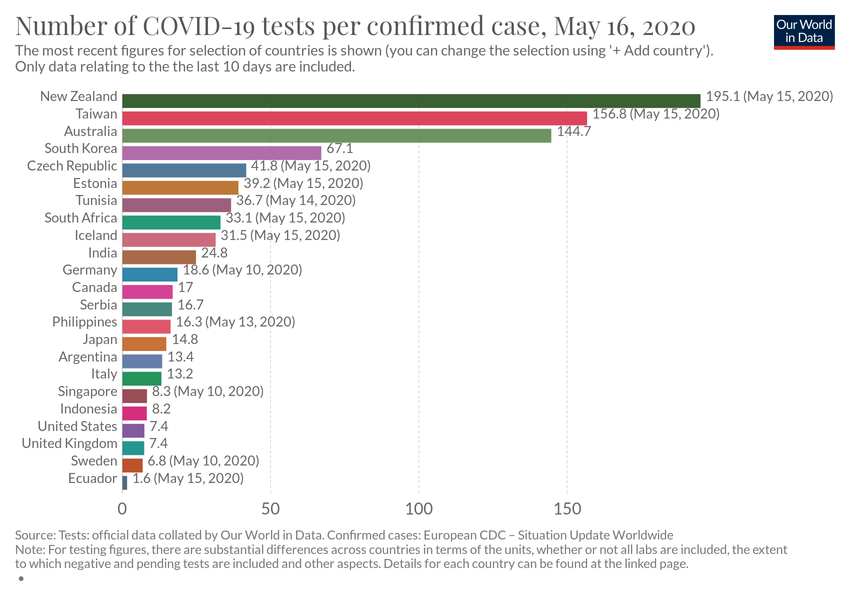 Number of COVID-19 tests per confirmed case, May 16, 2020
Our World
in Data
The most recent figures for selection of countries is shown (you can change the selection using '+ Add country').
Only data relating to the the last 10 days are included.
New Zealand 195.1 (May 15, 2020)
Taiwan 156.8 (May 15, 2020)
Australia 144.7
South Korea 67.1
Czech Republic 41.8 (May 15, 2020)
Estonia 39.2 (May 15, 2020)
Tunisia 36.7 (May 14, 2020)
South Africa 33.1 (May 15, 2020)
Iceland 31.5 (May 15, 2020)
India 24.8
Germany 18.6 (May 10, 2020)
Canada 17
Serbia 16.7
Philippines 16.3 (May 13, 2020)
Japan 14.8
Argentina 13.4
Italy 13.2
Singapore 8.3 (May 10, 2020)
Indonesia 8.2
United States 7.4
United Kingdom 7.4
Sweden 6.8 (May 10, 2020)
Ecuador 1.6 (May 15, 2020)
0 50 100 150
Source: Tests: official data collated by Our World in Data. Confirmed cases: European CDC – Situation Update Worldwide
Note: For testing figures, there are substantial differences across countries in terms of the units, whether or not all labs are included, the extent
to which negative and pending tests are included and other aspects. Details for each country can be found at the linked page.
•